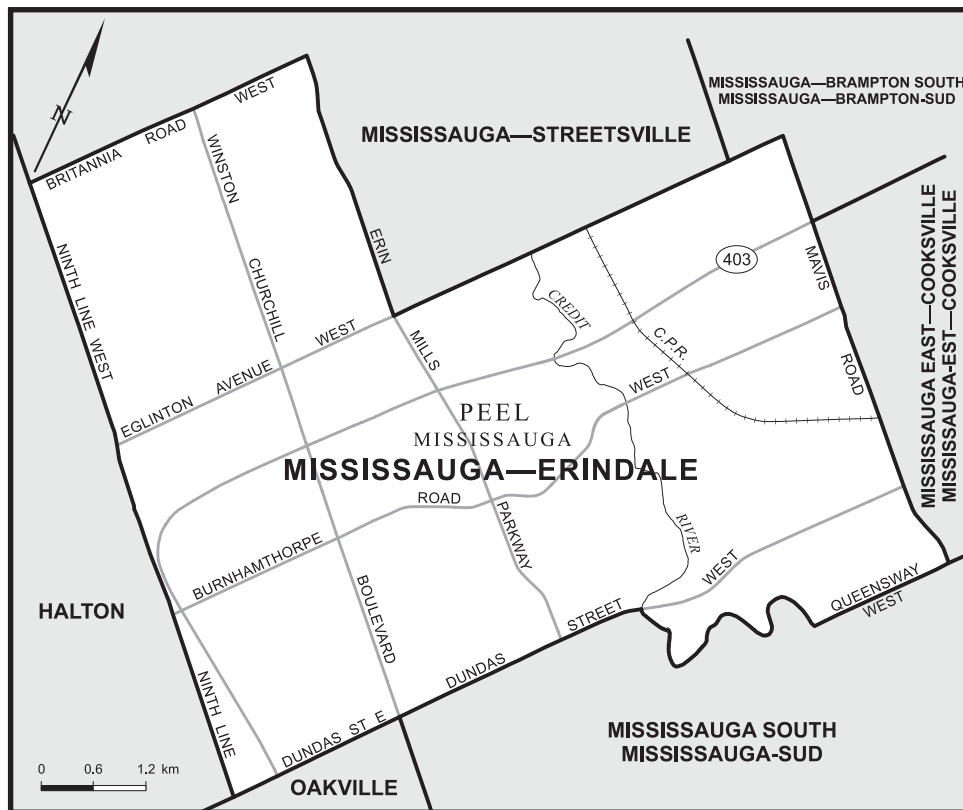 N
BRITANNIA ROAD WEST
MISSISSAUGA—BRAMPTON SOUTH
MISSISSAUGA—BRAMPTON-SUD
MISSISSAUGA—STREETSVILLE
WINSTON
CHURCHILL
BOULEVARD
NINTH LINE WEST
ERIN
MILLS
PARKWAY
403
MAVIS
ROAD
MISSISSAUGA EAST—COOKSVILLE
MISSISSAUGA-EST—COOKSVILLE
CREDIT
RIVER
C.P.R.
EGLINTON AVENUE WEST
PEEL
MISSISSAUGA
MISSISSAUGA—ERINDALE
BURNHAMTHORPE ROAD WEST
HALTON
NINTH LINE
DUNDAS ST E
DUNDAS STREET WEST
QUEENSWAY
WEST
MISSISSAUGA SOUTH
MISSISSAUGA-SUD
OAKVILLE
0 0.6 1.2 km